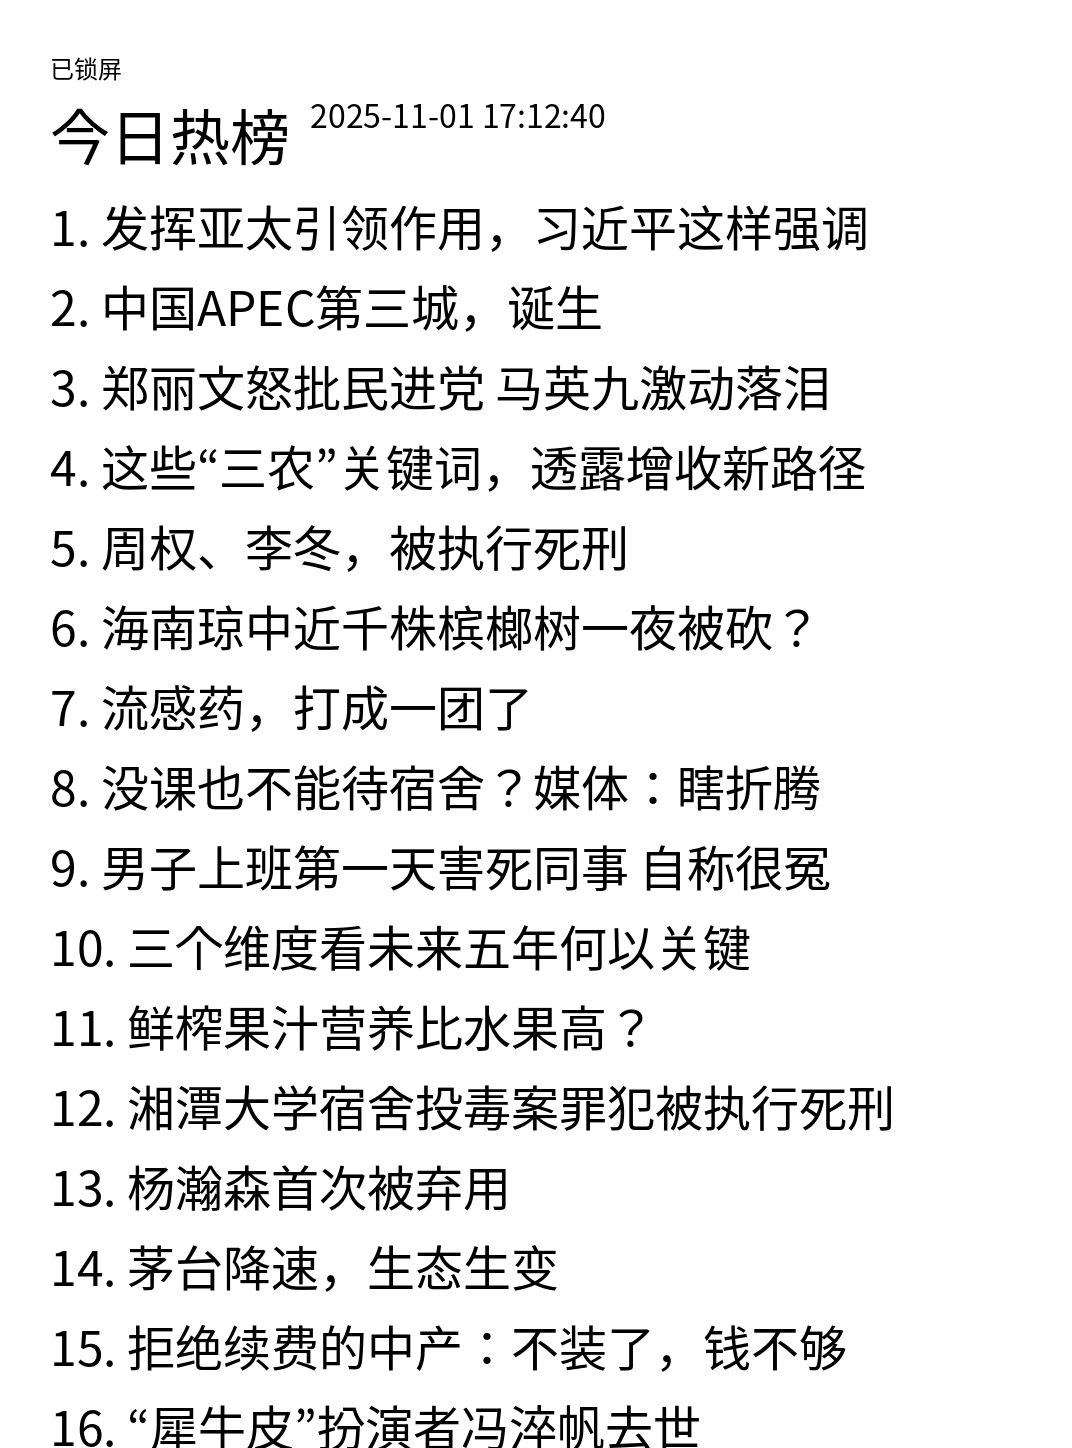 已锁屏
今日热榜 2025-11-01 17:12:40
1. 发挥亚太引领作用，习近平这样强调
2. 中国APEC第三城，诞生
3. 郑丽文怒批民进党 马英九激动落泪
4. 这些“三农”关键词，透露增收新路径
5. 周权、李冬，被执行死刑
6. 海南琼中近千株槟榔树一夜被砍？
7. 流感药，打成一团了
8. 没课也不能待宿舍？媒体：瞎折腾
9. 男子上班第一天害死同事 自称很冤
10. 三个维度看未来五年何以关键
11. 鲜榨果汁营养比水果高？
12. 湘潭大学宿舍投毒案罪犯被执行死刑
13. 杨瀚森首次被弃用
14. 茅台降速，生态生变
15. 拒绝续费的中产：不装了，钱不够
16. “犀牛皮”扮演者冯淬帆去世